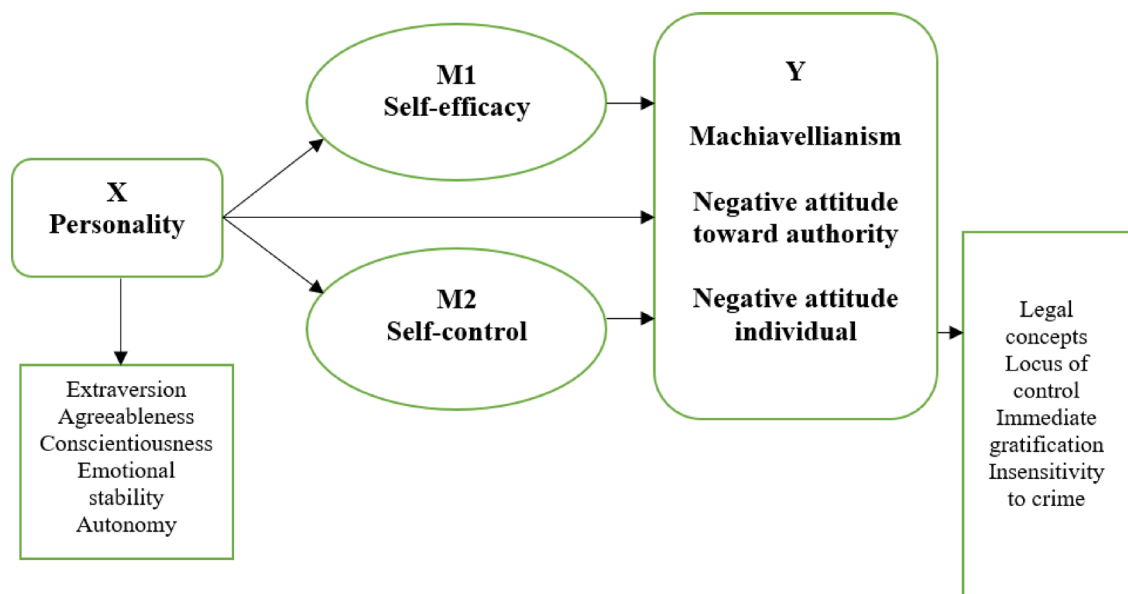 M1
Self-efficacy
Y
Machiavellianism
Negative attitude
toward authority
Negative attitude
individual
X
Personality
M2
Self-control
Extraversion
Agreeableness
Conscientiousness
Emotional
stability
Autonomy
Legal
concepts
Locus of
control
Immediate
gratification
Insensitivity
to crime